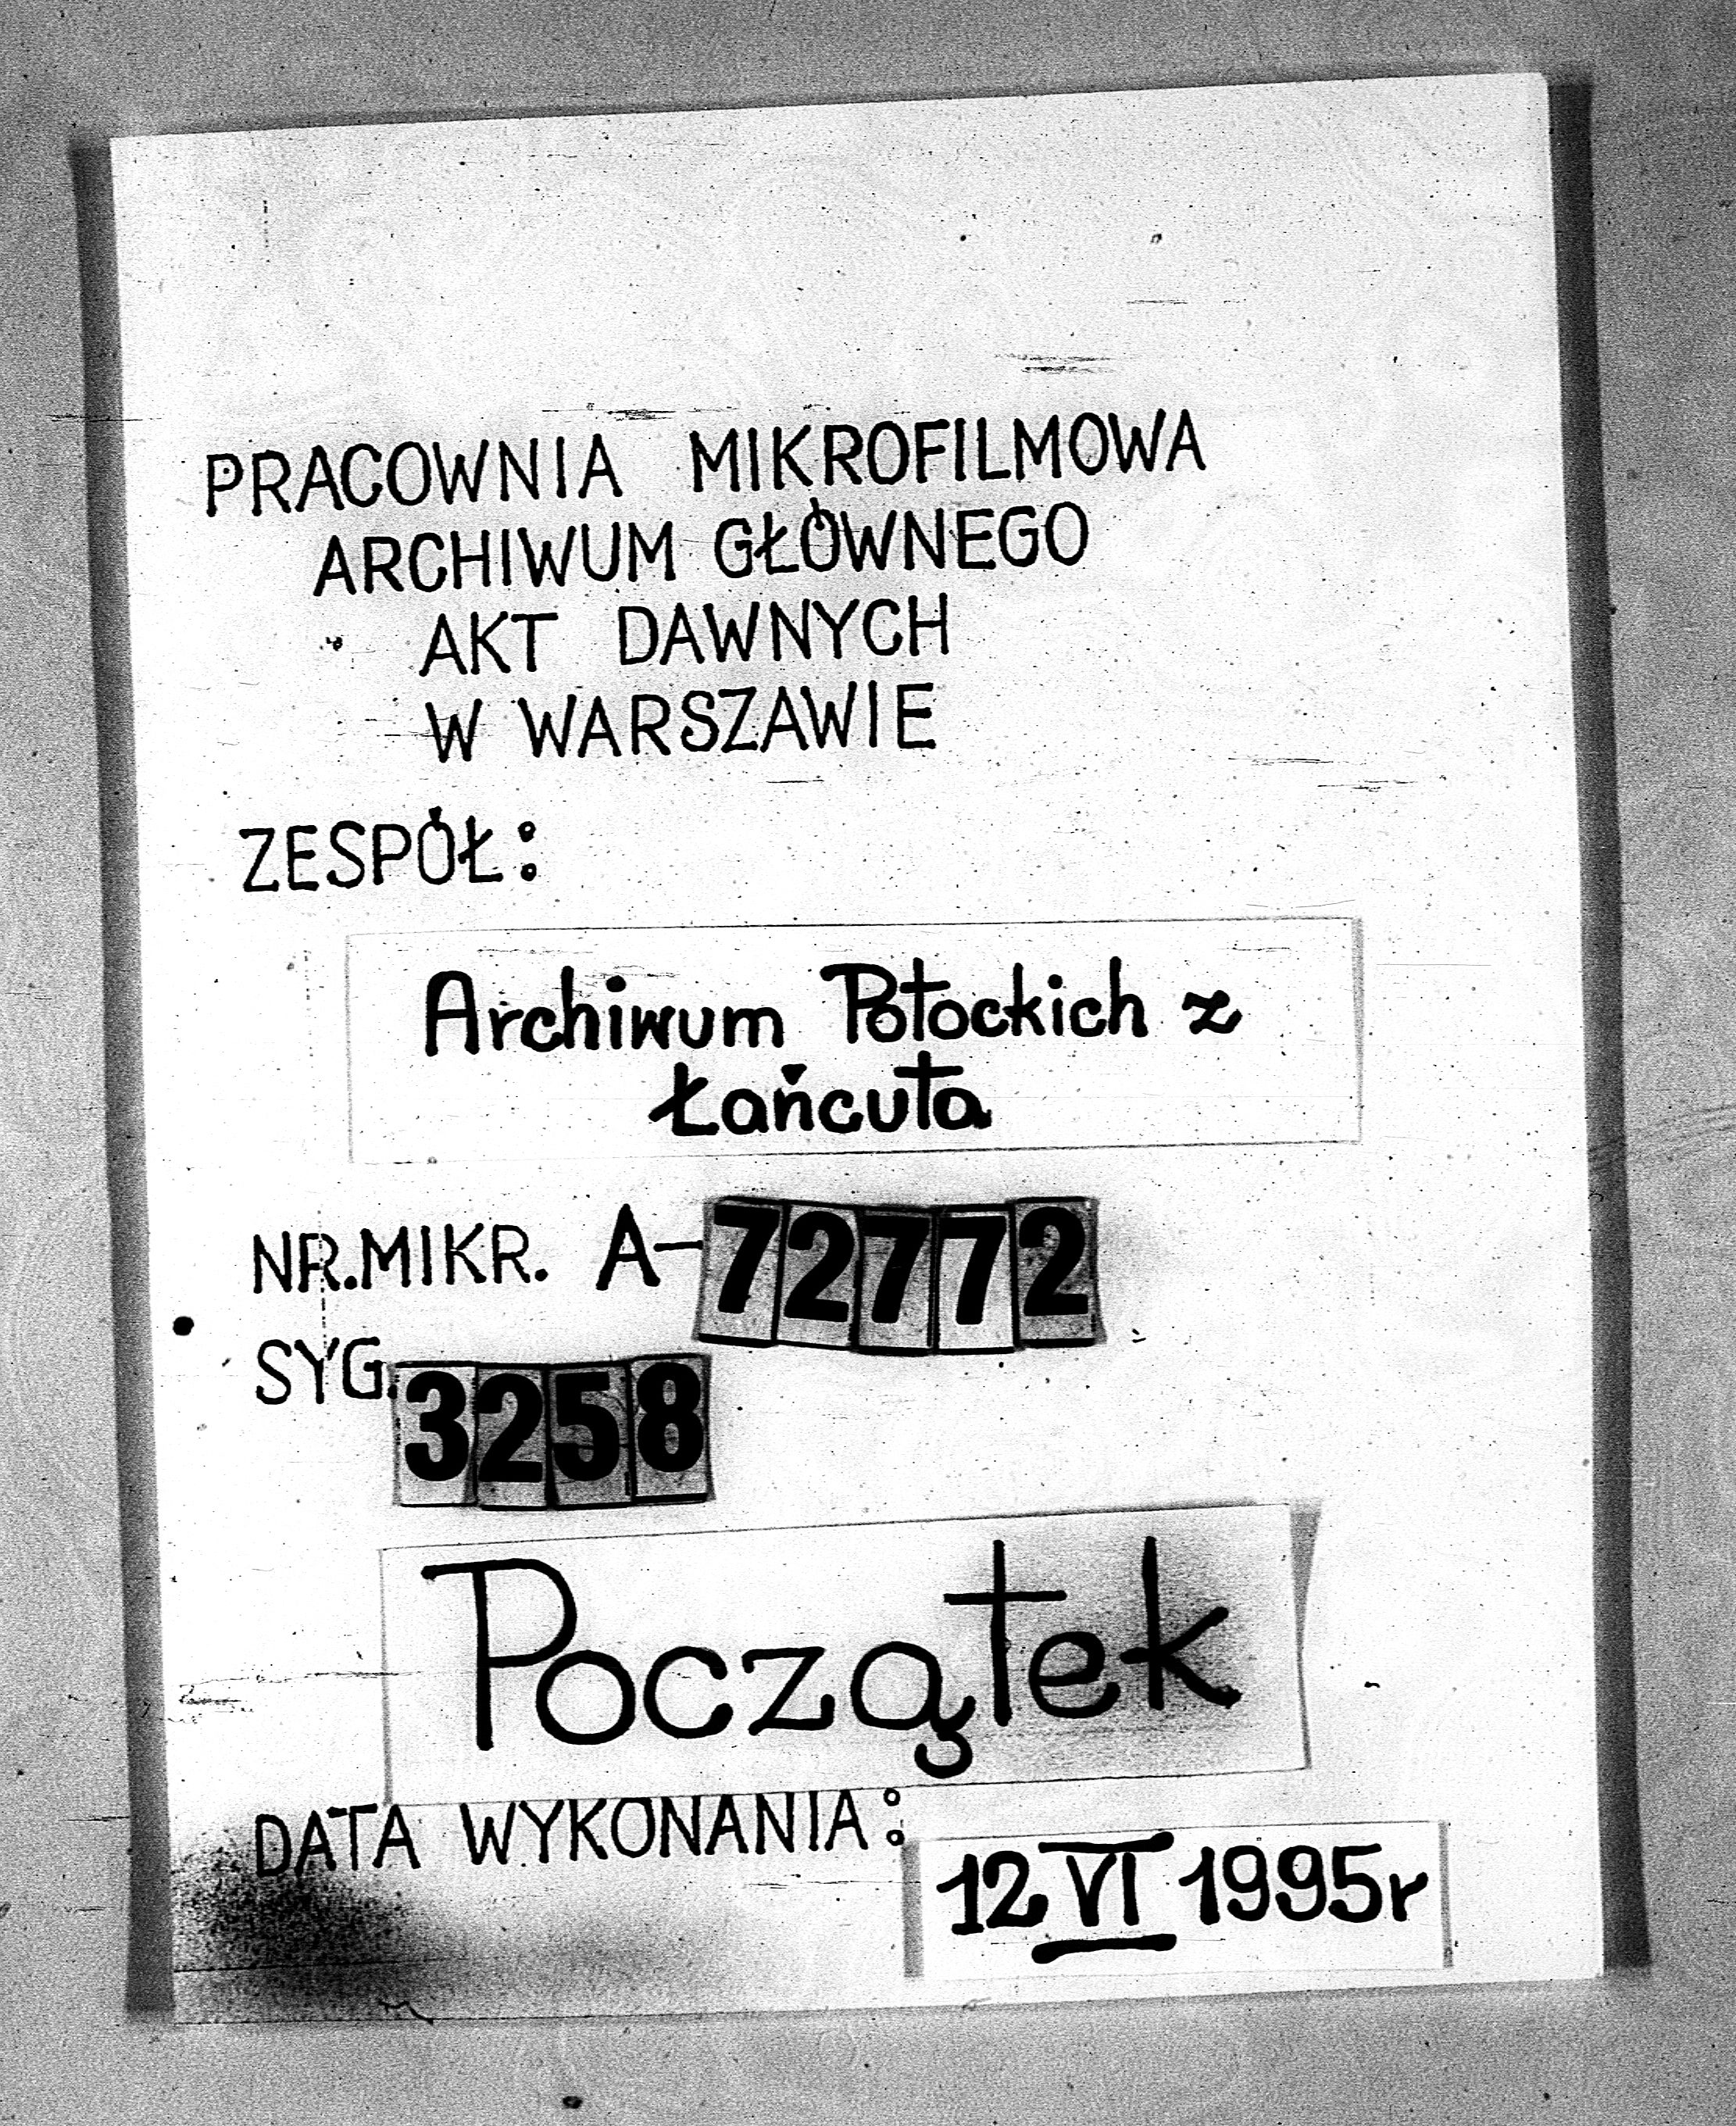 PRACOWNIA MIKROFILMOWA
ARCHIWUM GŁÓWNEGO
AKT DAWNYCH
W WARSZAWIE
ZESPÓŁ:
Archiwum Potockich z
Łańcuta
NR.MIKR. A-72772
SYG. 3258
Początek
DATA WYKONANIA:
12 VI 1995r